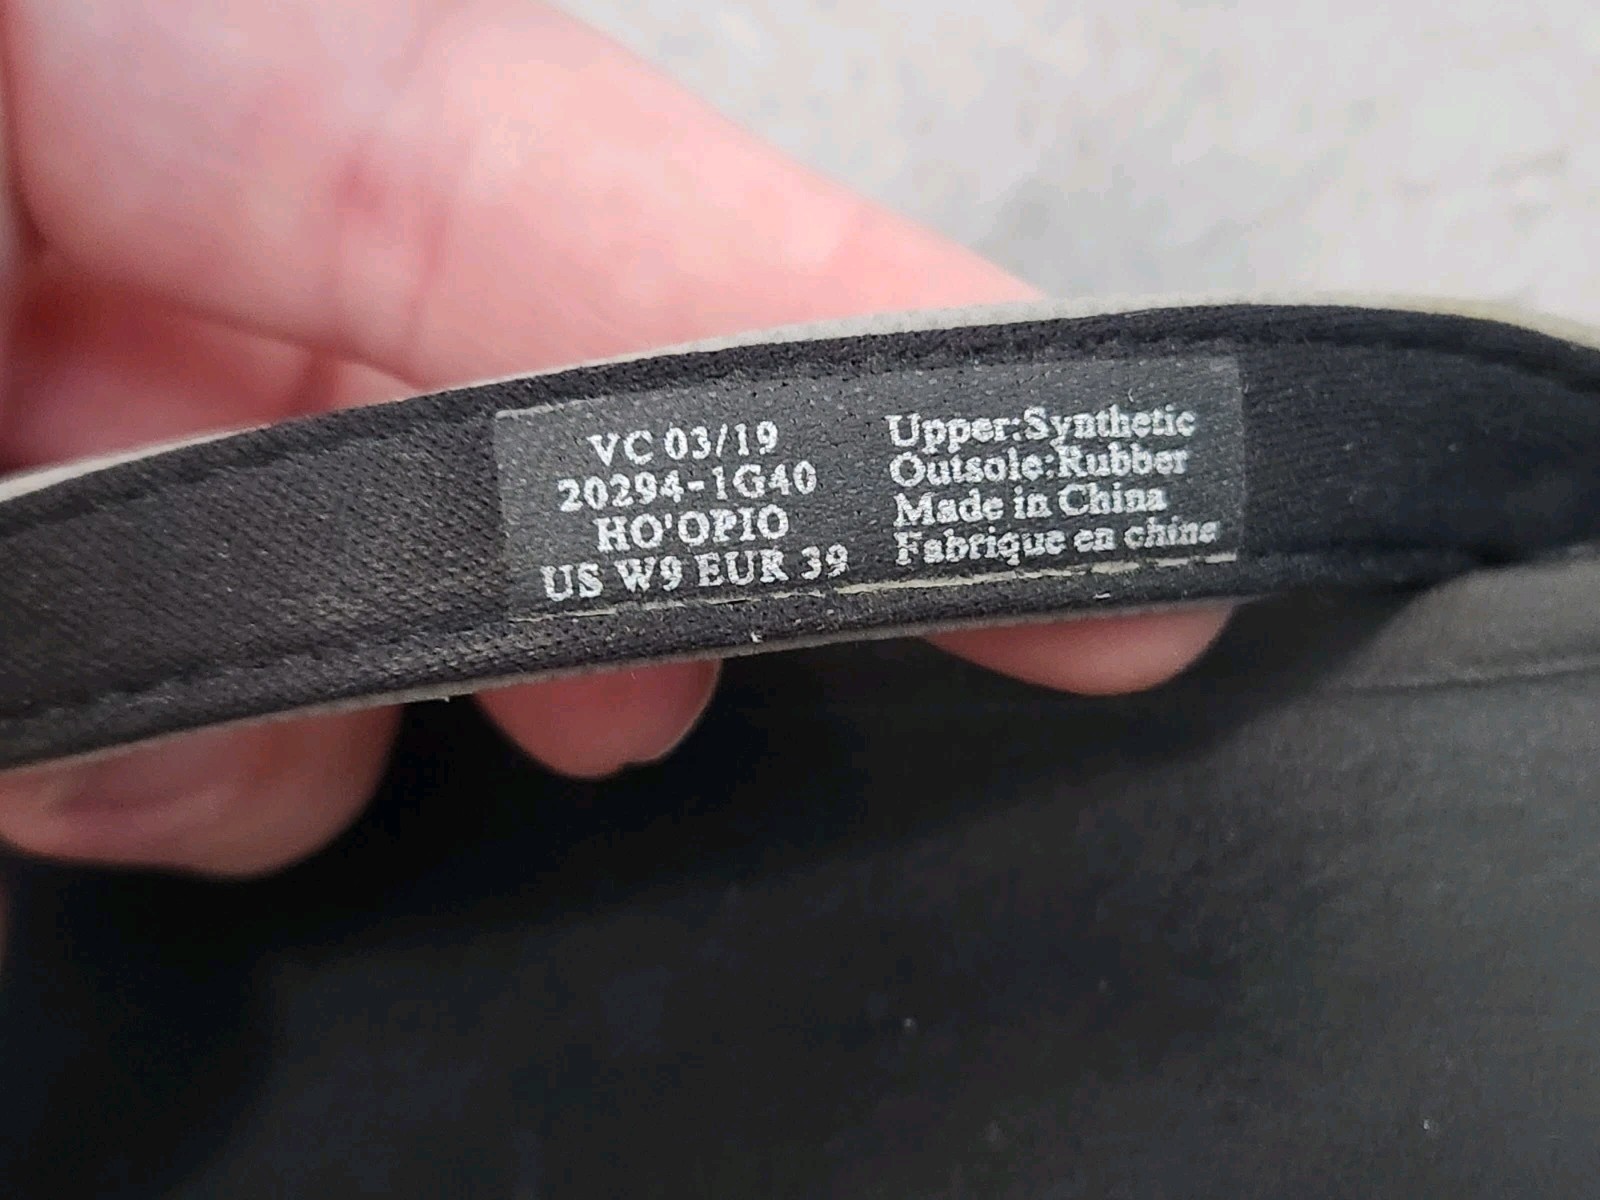 VC 03/19
20294-1G40
HO'OPIO
US W9 EUR 39
Upper:Synthetic
Outsole:Rubber
Made in China
Fabrique en china